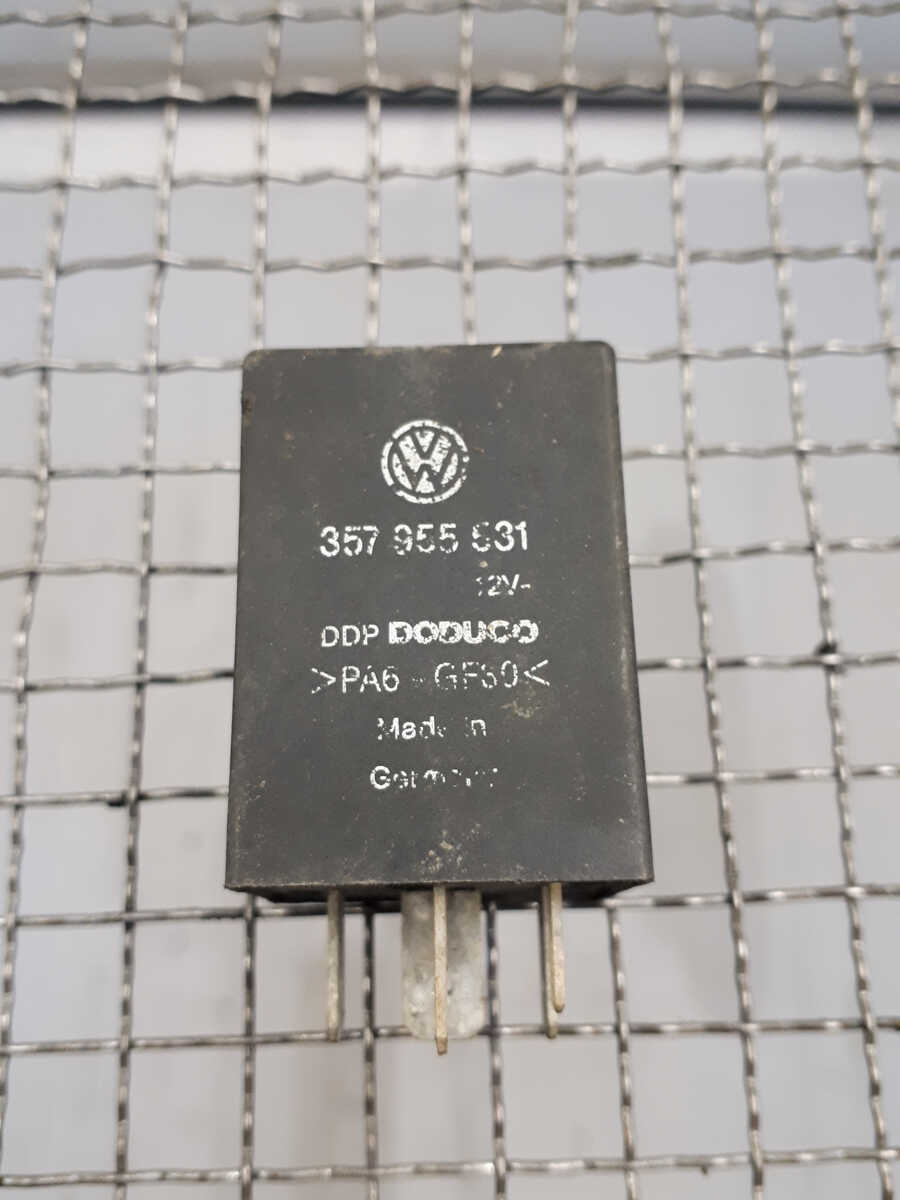 357 955 531
12V-
DDP DODUCO
>PA6 - GF30<
Made in
Germany